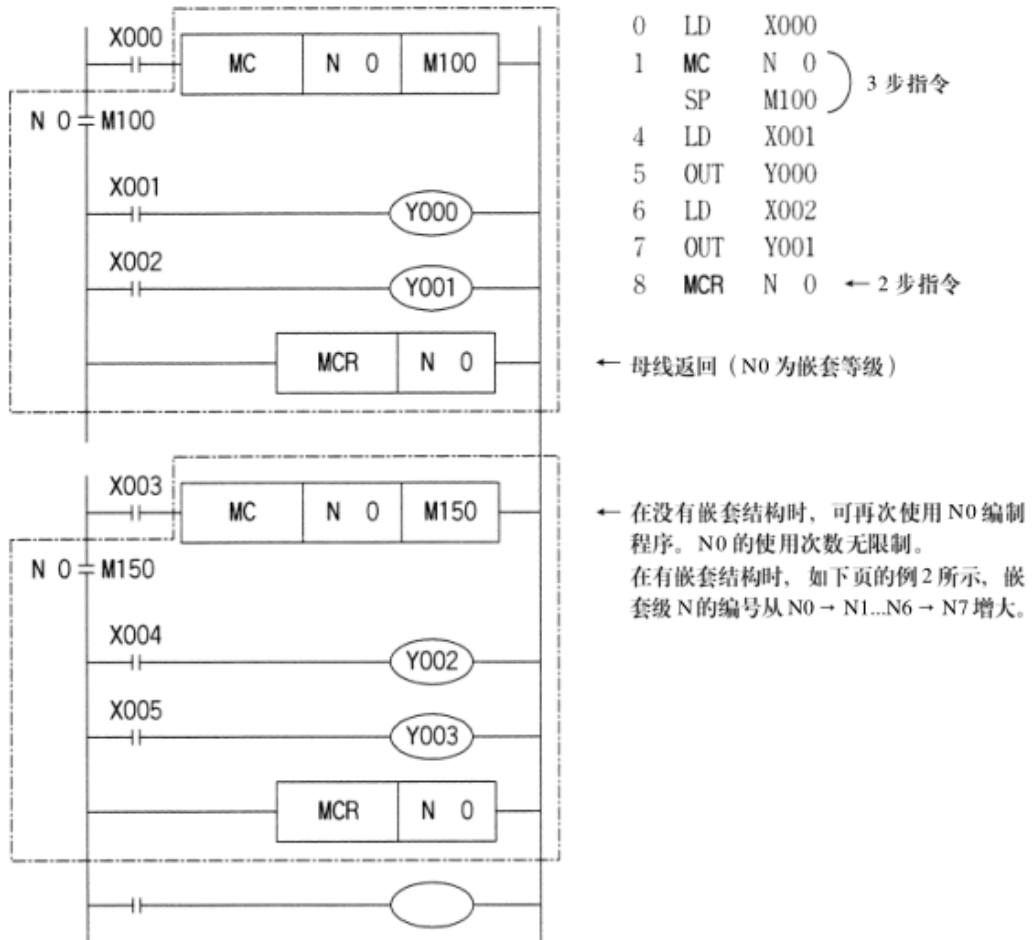 X000
MC N 0 M100
N 0 M100
X001
Y000
X002
Y001
MCR N 0
X003
MC N 0 M150
N 0 M150
X004
Y002
X005
Y003
MCR N 0
0 LD X000
1 MC N 0
SP M100
3 步指令
4 LD X001
5 OUT Y000
6 LD X002
7 OUT Y001
8 MCR N 0 ← 2 步指令
← 母线返回（N0 为嵌套等级）
← 在没有嵌套结构时，可再次使用 N0 编制
程序。N0 的使用次数无限制。
在有嵌套结构时，如下页的例 2 所示，嵌
套级 N 的编号从 N0 → N1...N6 → N7 增大。